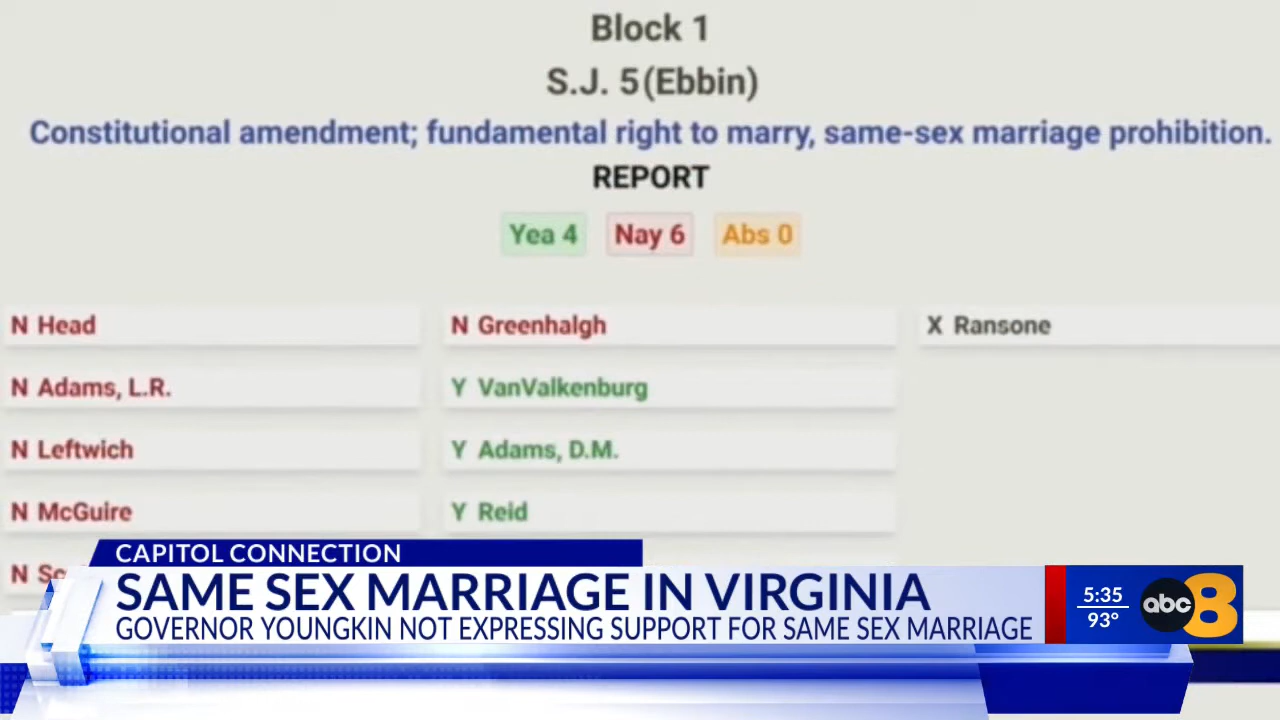 Block 1
S.J. 5 (Ebbin)
Constitutional amendment; fundamental right to marry, same-sex marriage prohibition.
REPORT
Yea 4 Nay 6 Abs 0
N Head N Greenhalgh X Ransone
N Adams, L.R. Y VanValkenburg
N Leftwich Y Adams, D.M.
N McGuire Y Reid
N
CAPITOL CONNECTION
SAME SEX MARRIAGE IN VIRGINIA
GOVERNOR YOUNGKIN NOT EXPRESSING SUPPORT FOR SAME SEX MARRIAGE
5:35
93°
abc 8